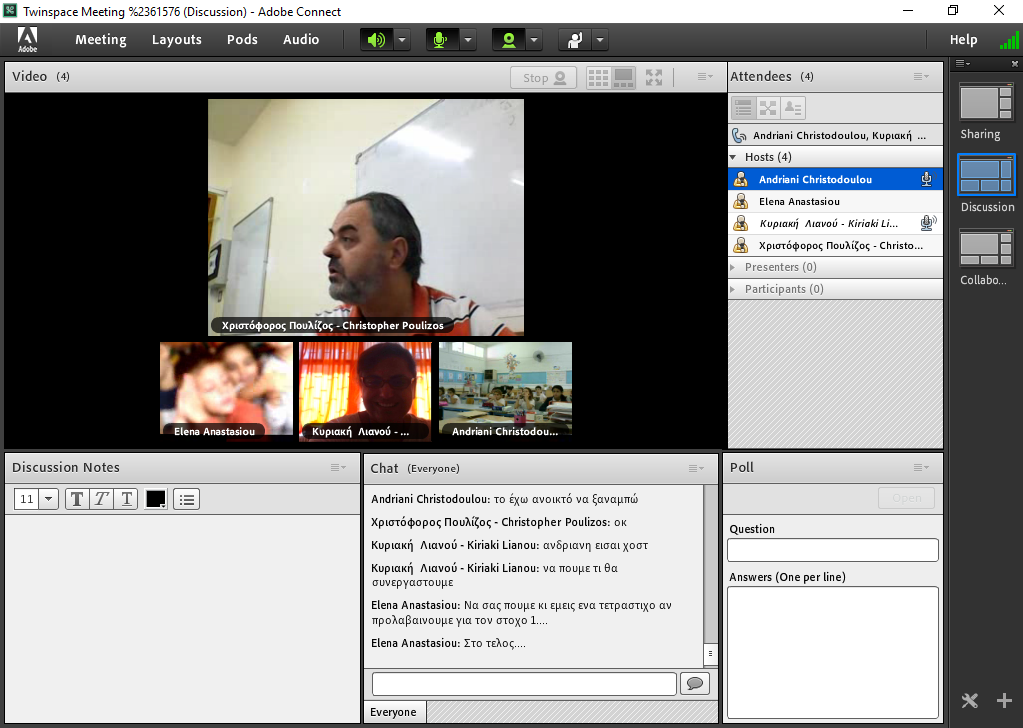 Twinspace Meeting %2361576 (Discussion) - Adobe Connect
Adobe
Meeting Layouts Pods Audio Help
Video (4)
Stop
Χριστόφορος Πουλίζος - Christopher Poulizos
Elena Anastasiou
Κυριακή Λιανού - ...
Andriani Christodou...
Attendees (4)
Andriani Christodoulou, Κυριακή ...
Hosts (4)
Andriani Christodoulou
Elena Anastasiou
Κυριακή Λιανού - Kiriaki Li...
Χριστόφορος Πουλίζος - Christo...
Presenters (0)
Participants (0)
Sharing
Discussion
Collabo...
Discussion Notes
11 T T T
Chat (Everyone)
Andriani Christodoulou: το έχω ανοικτό να ξαναμπώ
Χριστόφορος Πουλίζος - Christopher Poulizos: οκ
Κυριακή Λιανού - Kiriaki Lianou: ανδριανη εισαι χοστ
Κυριακή Λιανού - Kiriaki Lianou: να πουμε τι θα
συνεργαστουμε
Elena Anastasiou: Να σας πουμε κι εμεις ενα τετραστιχο αν
προλαβαινουμε για τον στοχο 1....
Elena Anastasiou: Στο τελος....
Everyone
Poll
Open
Question
Answers (One per line)